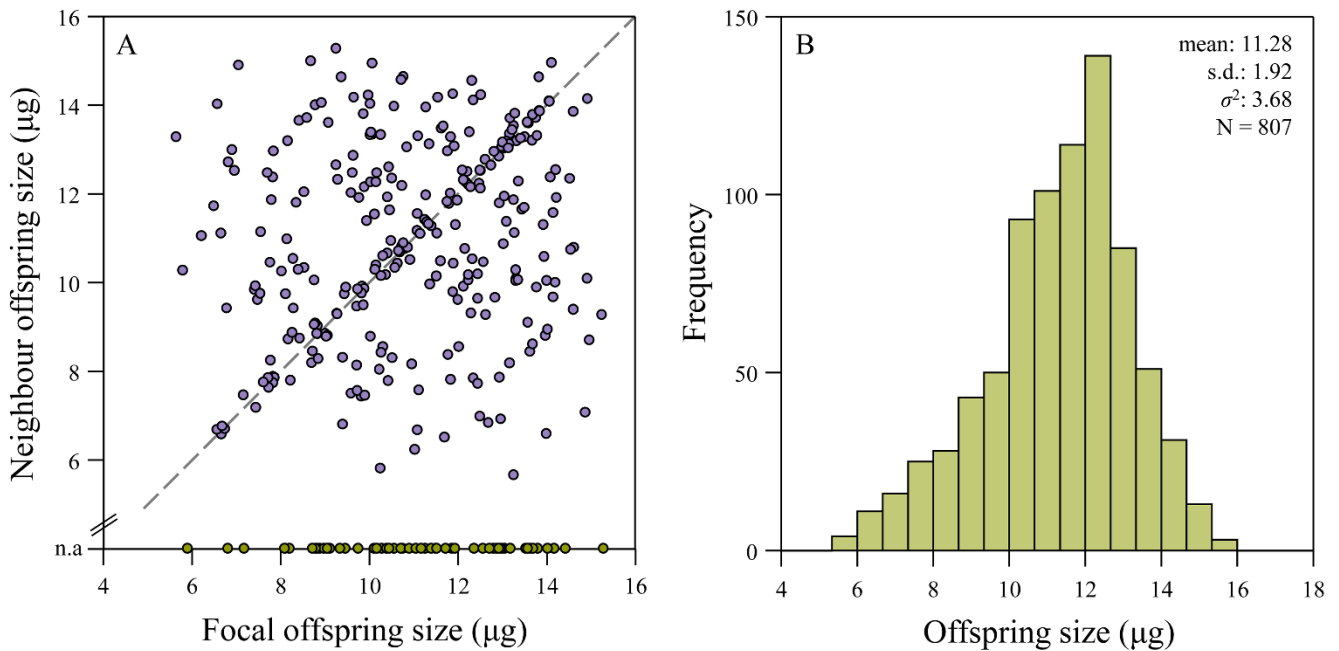 A
Neighbour offspring size (μg)
16
14
12
10
8
6
n.a
4 6 8 10 12 14 16
Focal offspring size (μg)
B
mean: 11.28
s.d.: 1.92
σ²: 3.68
N = 807
Frequency
150
100
50
0
4 6 8 10 12 14 16 18
Offspring size (μg)